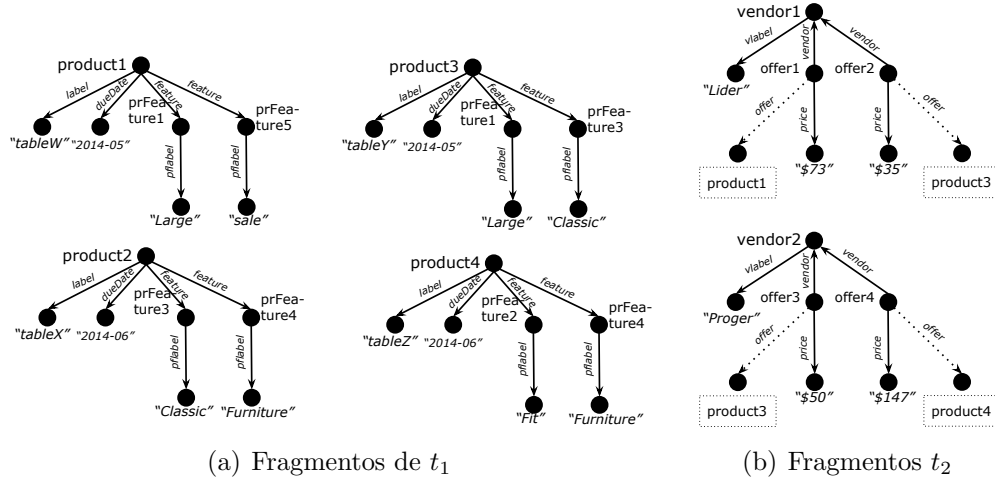 product1
label
dueDate
feature
feature
prFea-
ture1
prFea-
ture5
“tableW”
“2014-05”
pflabel
pflabel
“Large”
“sale”
product3
label
dueDate
feature
feature
prFea-
ture1
prFea-
ture3
“tableY”
“2014-05”
pflabel
pflabel
“Large”
“Classic”
product2
label
dueDate
feature
feature
prFea-
ture3
prFea-
ture4
“tableX”
“2014-06”
pflabel
pflabel
“Classic”
“Furniture”
product4
label
dueDate
feature
feature
prFea-
ture2
prFea-
ture4
“tableZ”
“2014-06”
pflabel
pflabel
“Fit”
“Furniture”
(a) Fragmentos de t₁
vendor1
vlabel
vendor
vendor
offer1
offer2
“Lider”
offer
price
price
offer
“$73”
“$35”
product1
product3
vendor2
vlabel
vendor
vendor
offer3
offer4
“Proger”
offer
price
price
offer
“$50”
“$147”
product3
product4
(b) Fragmentos t₂